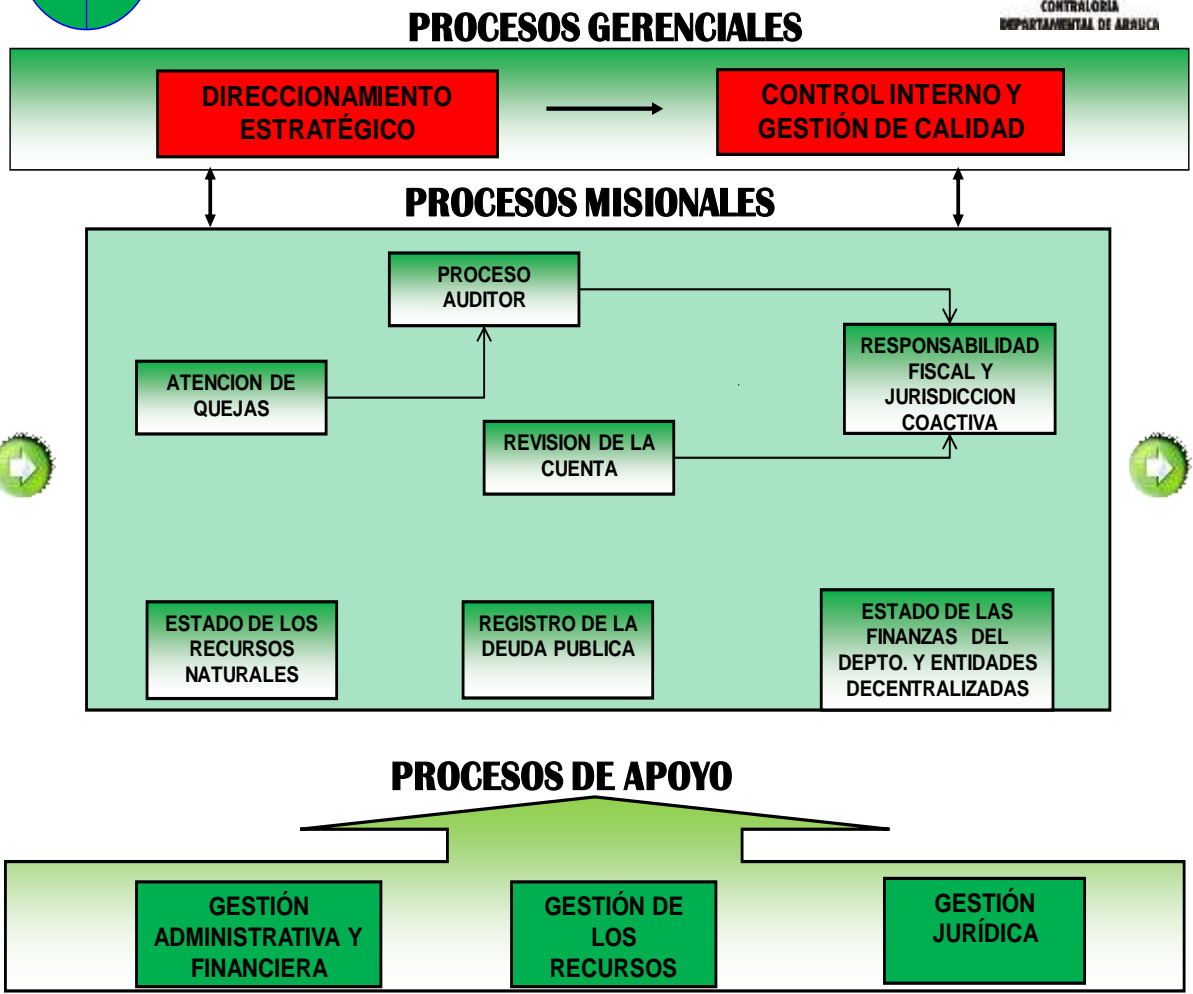 CONTRALORIA
DEPARTAMENTAL DE ARAUCA
PROCESOS GERENCIALES
DIRECCIONAMIENTO
ESTRATÉGICO
CONTROL INTERNO Y
GESTIÓN DE CALIDAD
PROCESOS MISIONALES
PROCESO
AUDITOR
RESPONSABILIDAD
FISCAL Y
JURISDICCION
COACTIVA
ATENCION DE
QUEJAS
REVISION DE LA
CUENTA
ESTADO DE LOS
RECURSOS
NATURALES
REGISTRO DE LA
DEUDA PUBLICA
ESTADO DE LAS
FINANZAS DEL
DEPTO. Y ENTIDADES
DECENTRALIZADAS
PROCESOS DE APOYO
GESTIÓN
ADMINISTRATIVA Y
FINANCIERA
GESTIÓN DE
LOS
RECURSOS
GESTIÓN
JURÍDICA